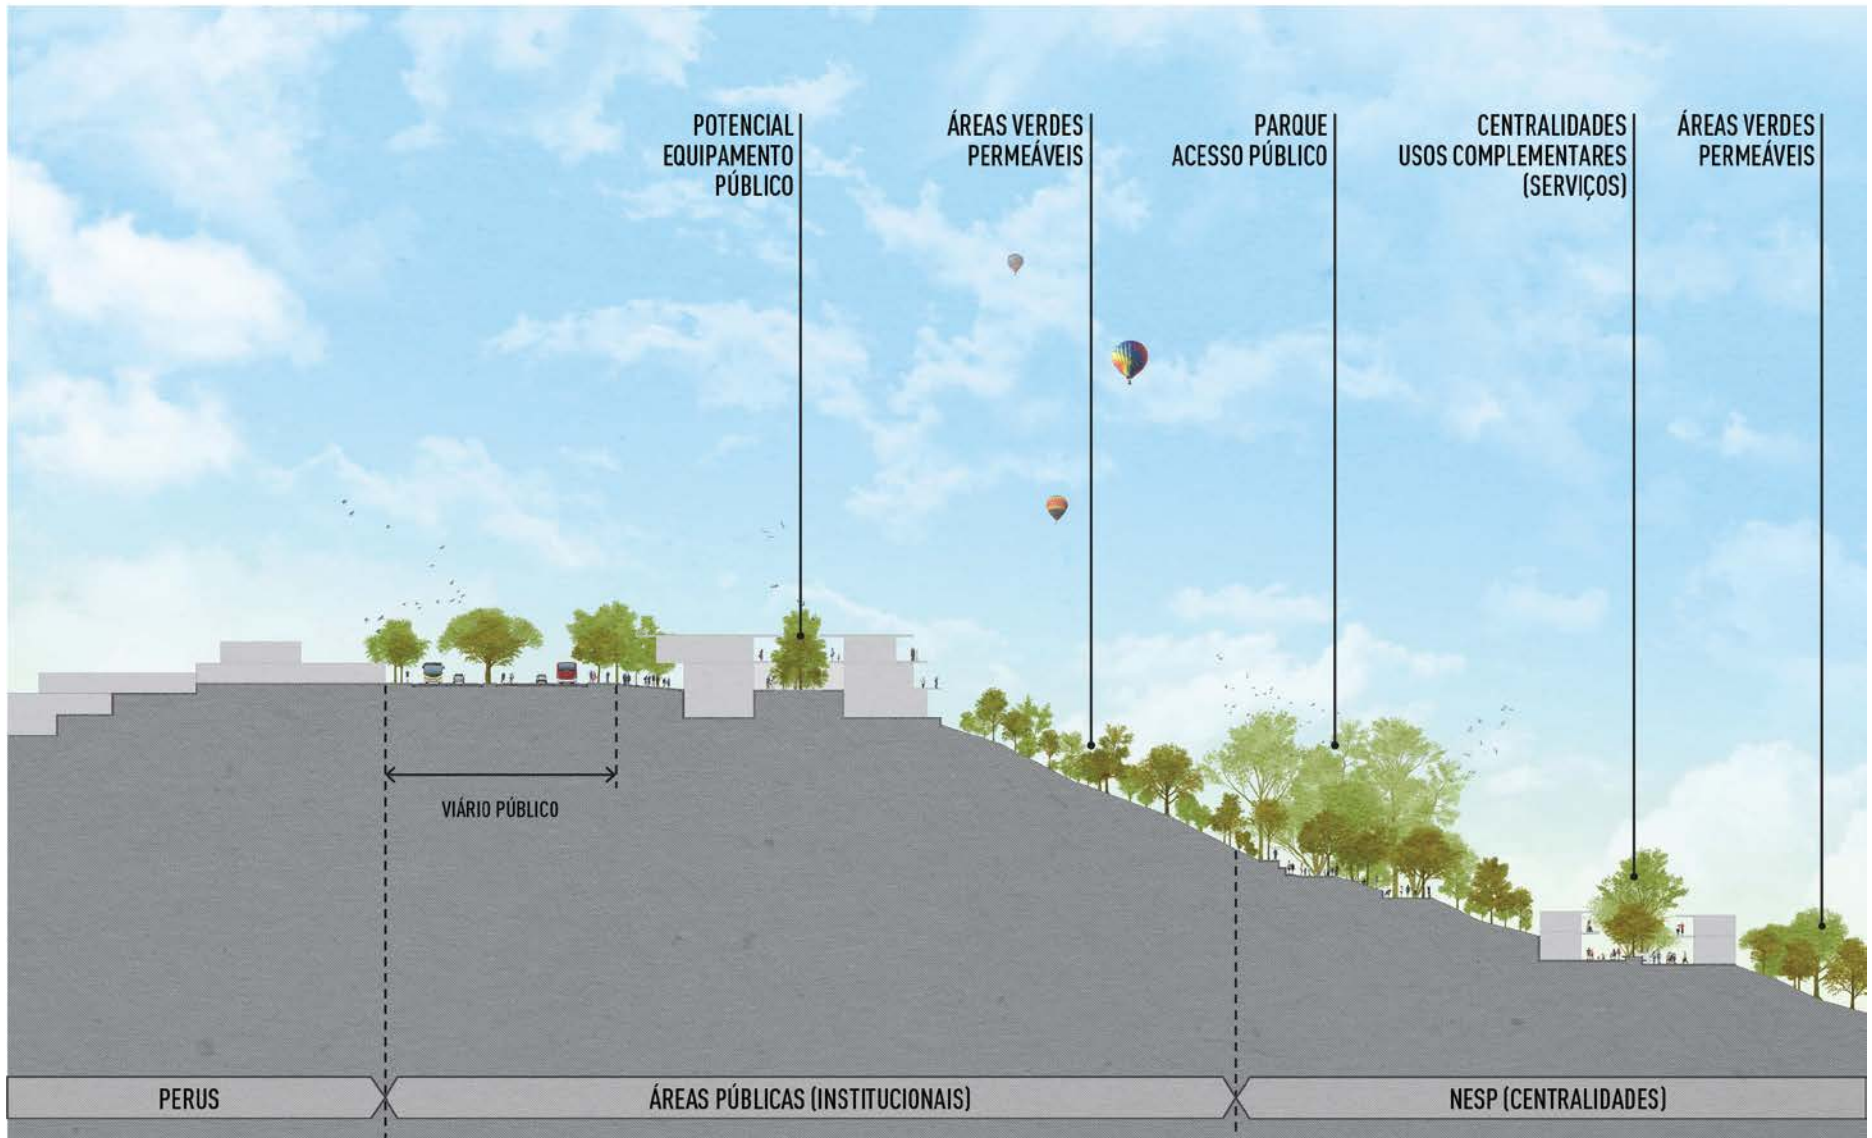 POTENCIAL
EQUIPAMENTO
PÚBLICO
ÁREAS VERDES
PERMEÁVEIS
PARQUE
ACESSO PÚBLICO
CENTRALIDADES
USOS COMPLEMENTARES
(SERVIÇOS)
ÁREAS VERDES
PERMEÁVEIS
VIÁRIO PÚBLICO
PERUS
ÁREAS PÚBLICAS (INSTITUCIONAIS)
NESP (CENTRALIDADES)